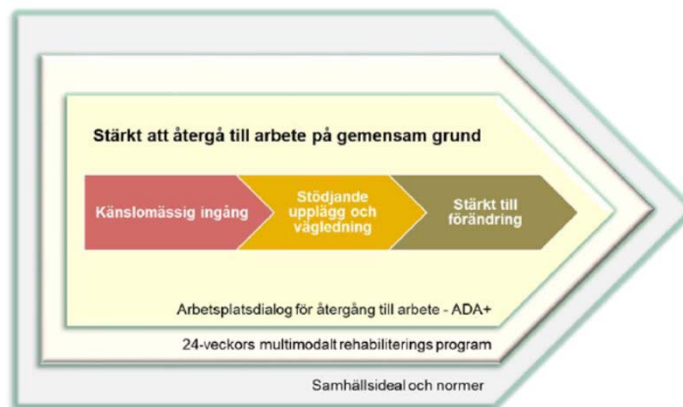 Stärkt att återgå till arbete på gemensam grund
Känslomässig ingång
Stödjande
upplägg och
vägledning
Stärkt till
förändring
Arbetsplatsdialog för återgång till arbete - ADA+
24-veckors multimodalt rehabiliterings program
Samhällsideal och normer